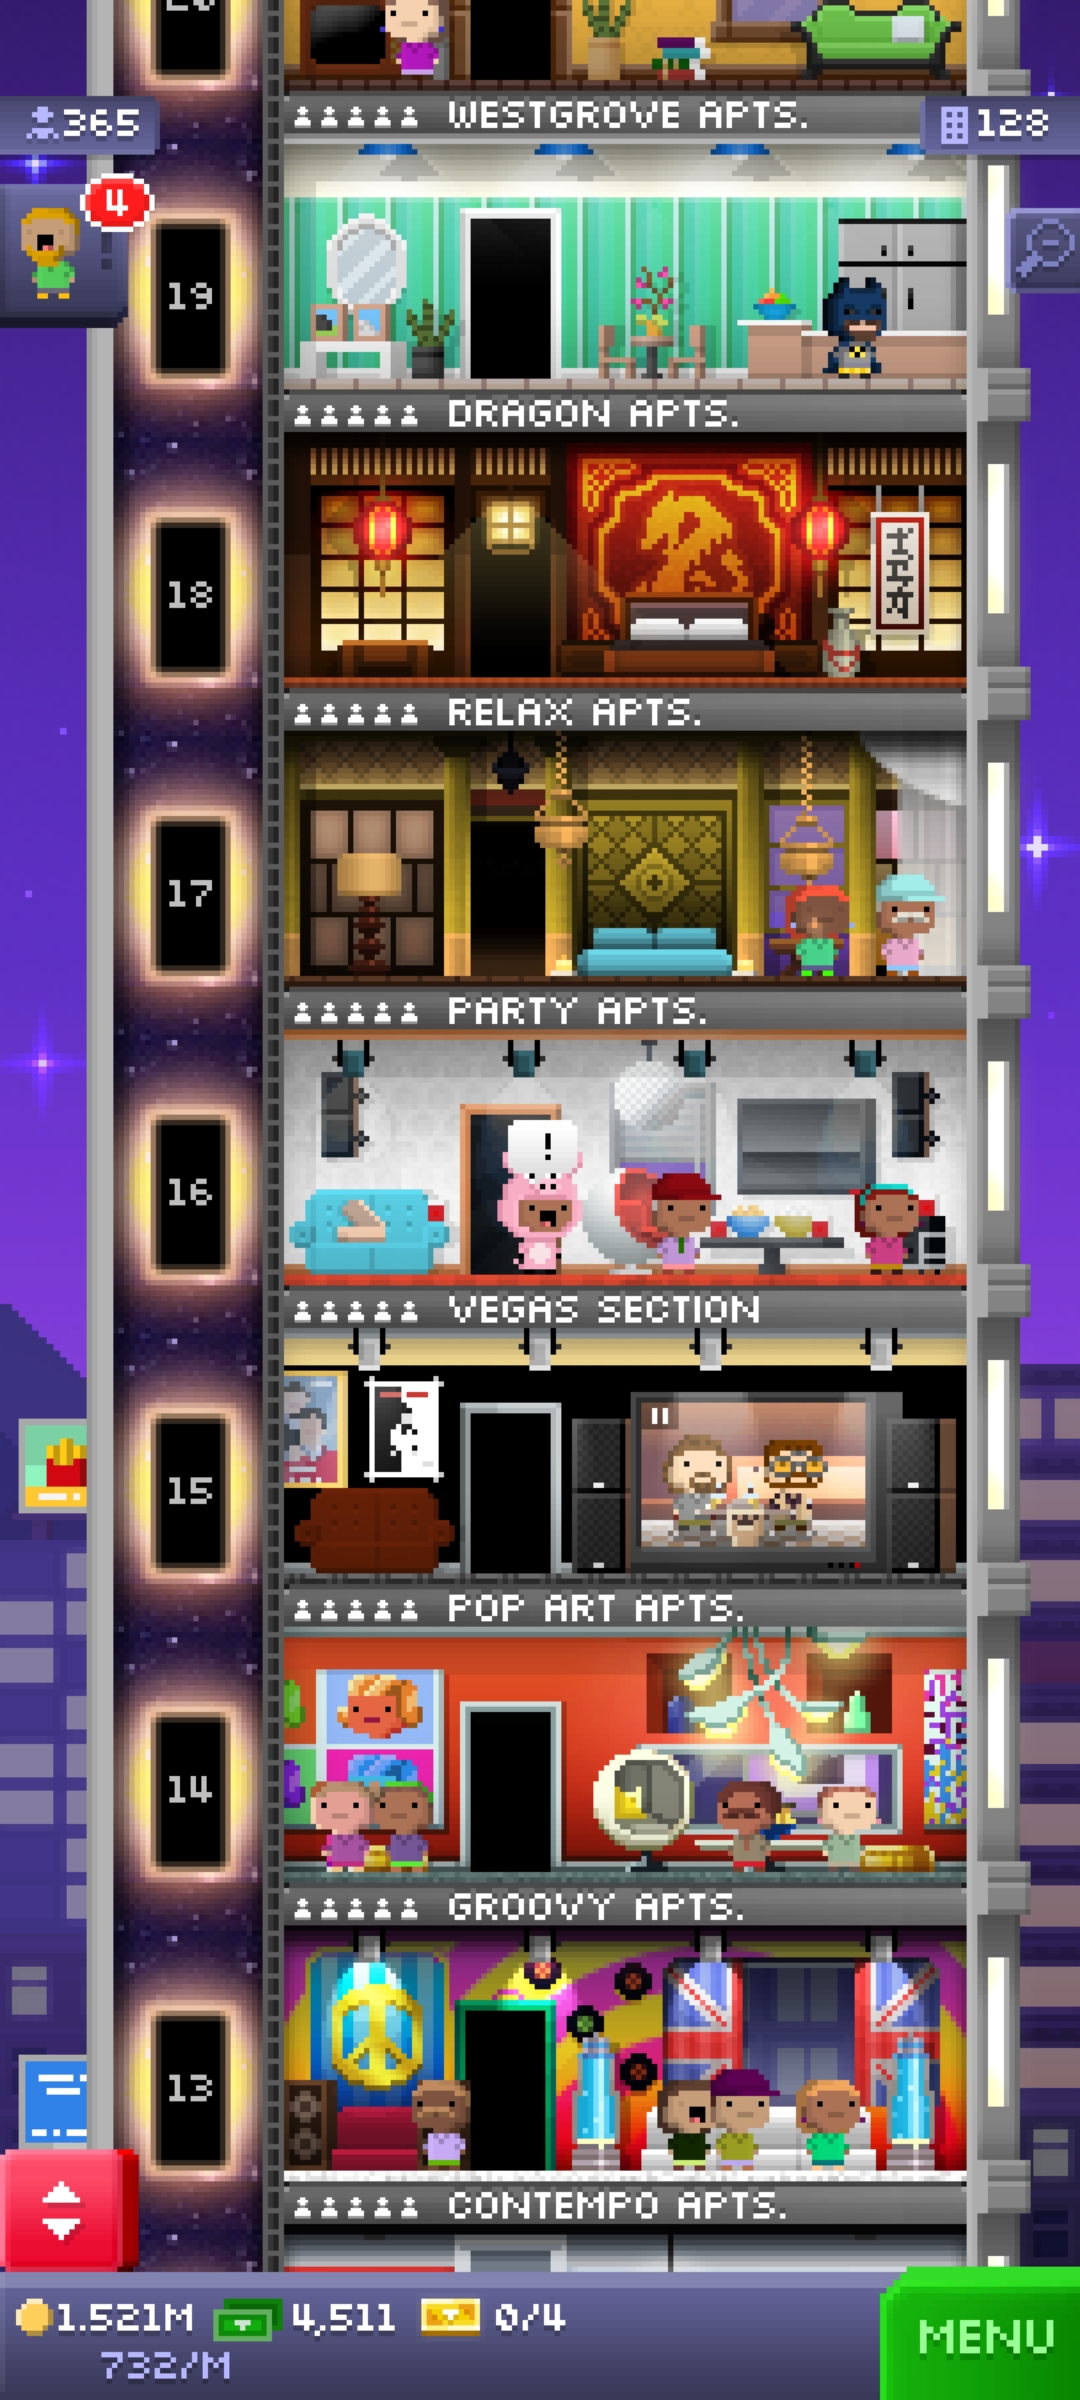 20
WESTGROVE APTS.
365
128
4
19
DRAGON APTS.
18
RELAX APTS.
17
PARTY APTS.
!
16
VEGAS SECTION
15
POP ART APTS.
14
GROOVY APTS.
13
CONTEMPO APTS.
1.521M 4,511 0/4
732/M
MENU